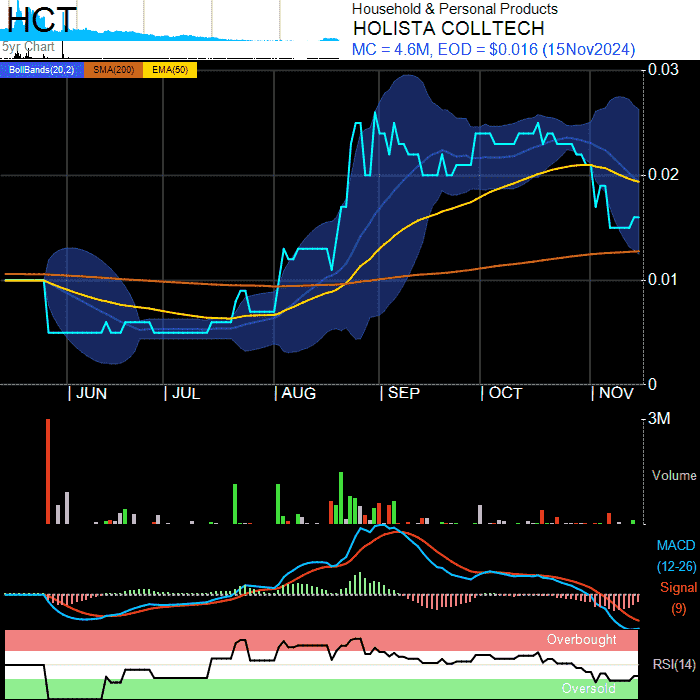 HCT
5yr Chart
Household & Personal Products
HOLISTA COLLTECH
MC = 4.6M, EOD = $0.016 (15Nov2024)
BollBands(20,2) SMA(200) EMA(50)
0.03
0.02
0.01
0
JUN JUL AUG SEP OCT NOV
3M
Volume
MACD
(12-26)
Signal
(9)
Overbought
RSI(14)
Oversold